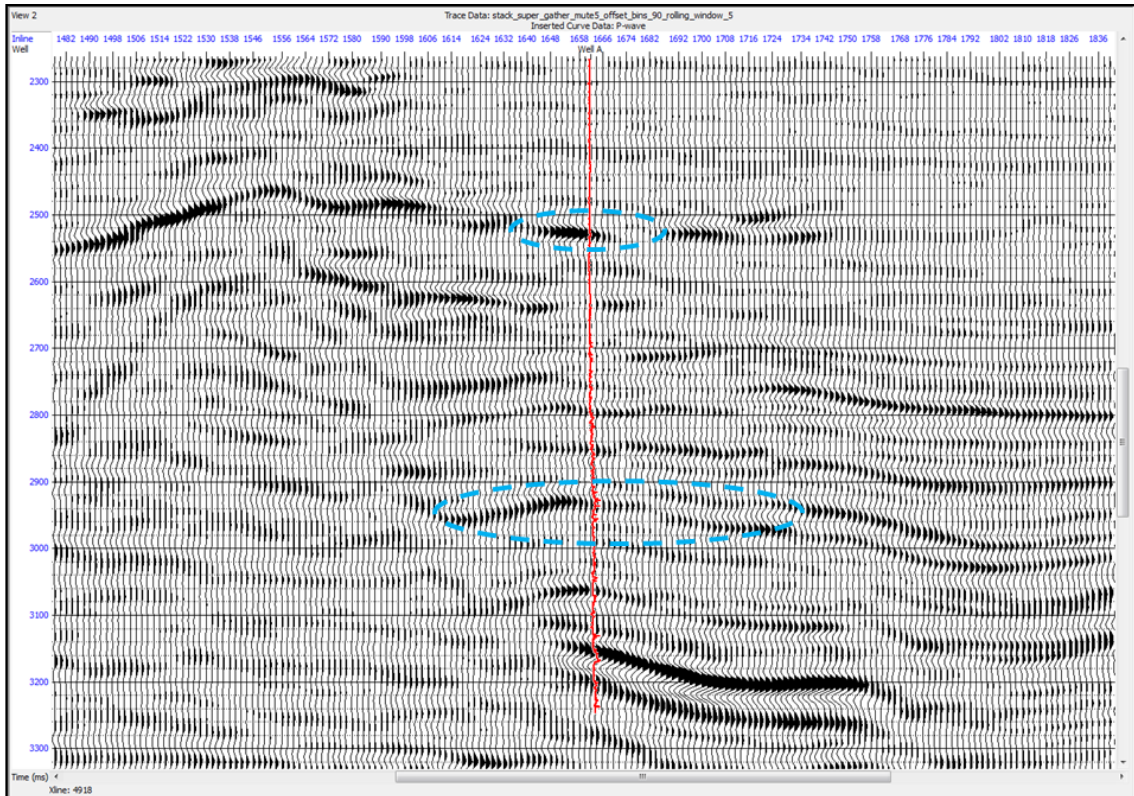 View 2
Trace Data: stack_super_gather_mute5_offset_bins_90_rolling_window_5
Inserted Curve Data: P-wave
Inline 1482 1490 1498 1506 1514 1522 1530 1538 1546 1556 1564 1572 1580 1590 1598 1606 1614 1624 1632 1640 1648 1658 1666 1674 1682 1692 1700 1708 1716 1724 1734 1742 1750 1758 1768 1776 1784 1792 1802 1810 1818 1826 1836
Well Well A
2300
2400
2500
2600
2700
2800
2900
3000
3100
3200
3300
Time (ms)
Xline: 4918